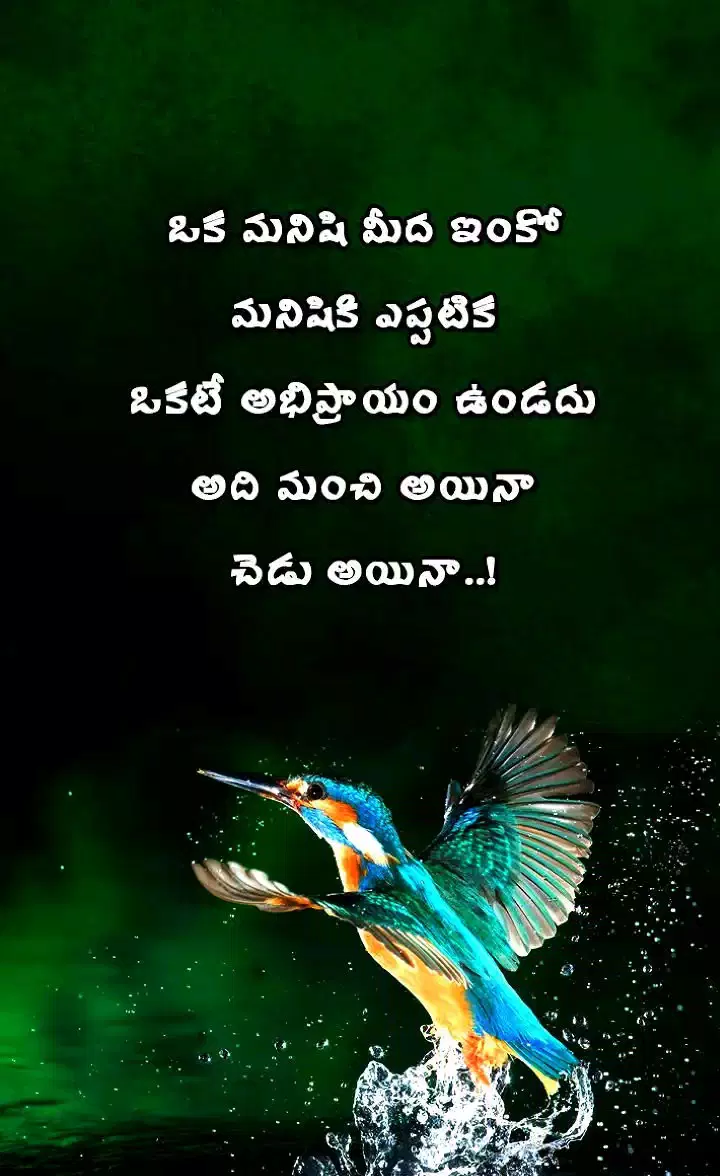 ఒక మనిషి మీద ఇంకో
మనిషికి ఎప్పటిక
ఒకటే అభిప్రాయం ఉండదు
అది మంచి అయినా
చెడు అయినా..!